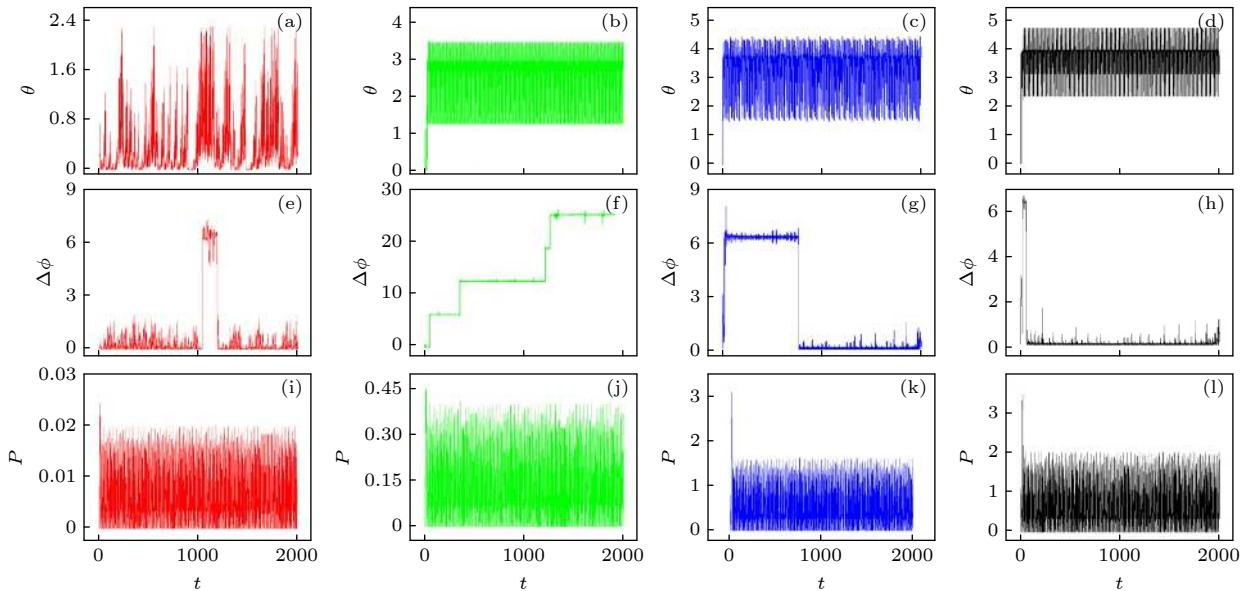 (a) (b) (c) (d)
2.4 1.6 0.8 0 θ
4 3 2 1 0 θ
5 4 3 2 1 0 θ
5 4 3 2 1 0 θ
(e) (f) (g) (h)
9 6 3 0 Δϕ
30 20 10 0 Δϕ
9 6 3 0 Δϕ
6 4 2 0 Δϕ
(i) (j) (k) (l)
0.03 0.02 0.01 0 P
0.45 0.30 0.15 0 P
3 2 1 0 P
3 2 1 0 P
0 1000 2000 0 1000 2000 0 1000 2000 0 1000 2000
t t t t